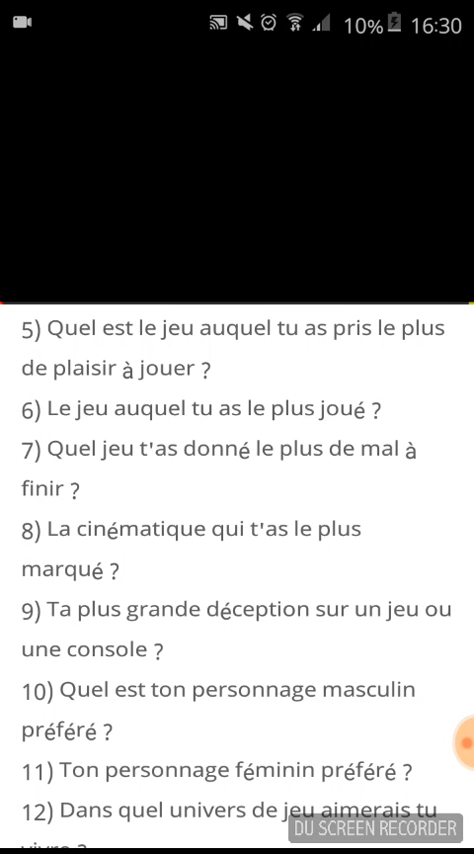 10% 16:30
5) Quel est le jeu auquel tu as pris le plus
de plaisir à jouer ?
6) Le jeu auquel tu as le plus joué ?
7) Quel jeu t'as donné le plus de mal à
finir ?
8) La cinématique qui t'as le plus
marqué ?
9) Ta plus grande déception sur un jeu ou
une console ?
10) Quel est ton personnage masculin
préféré ?
11) Ton personnage féminin préféré ?
12) Dans quel univers de jeu aimerais tu
DU SCREEN RECORDER